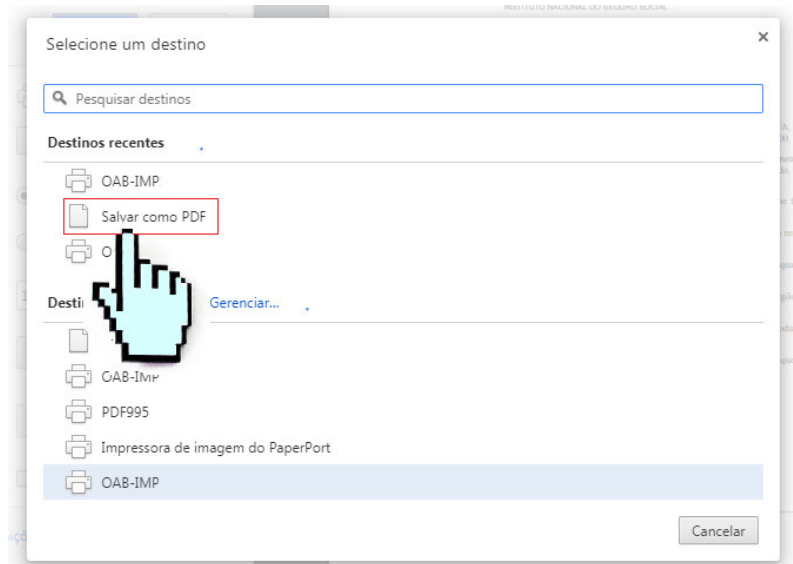 INSTITUTO NACIONAL DO SEGURO SOCIAL
Selecione um destino
×
Pesquisar destinos
Destinos recentes
OAB-IMP
Salvar como PDF
O
Desti
Gerenciar...
OAB-IMP
PDF995
Impressora de imagem do PaperPort
OAB-IMP
Cancelar